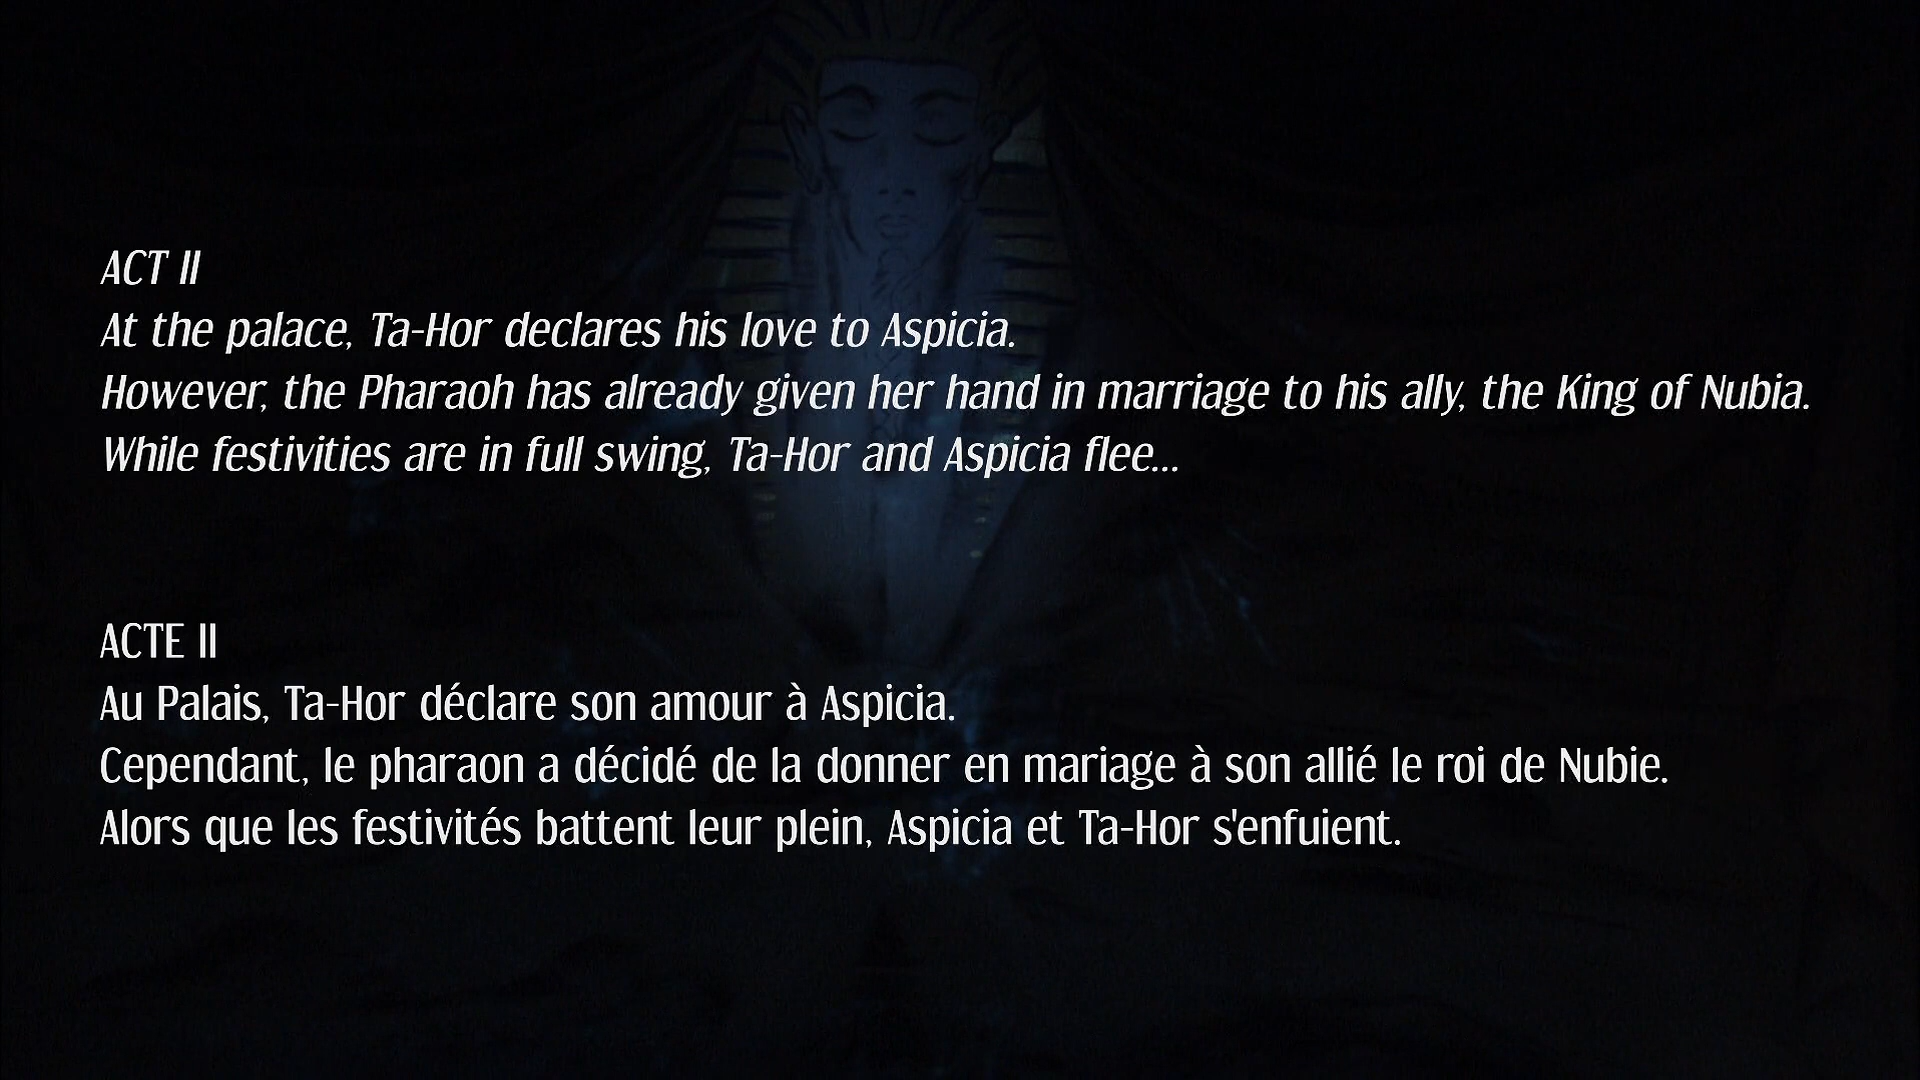 ACT II
At the palace, Ta-Hor declares his love to Aspicia.
However, the Pharaoh has already given her hand in marriage to his ally, the King of Nubia.
While festivities are in full swing, Ta-Hor and Aspicia flee...
ACTE II
Au Palais, Ta-Hor déclare son amour à Aspicia.
Cependant, le pharaon a décidé de la donner en mariage à son allié le roi de Nubie.
Alors que les festivités battent leur plein, Aspicia et Ta-Hor s'enfuient.